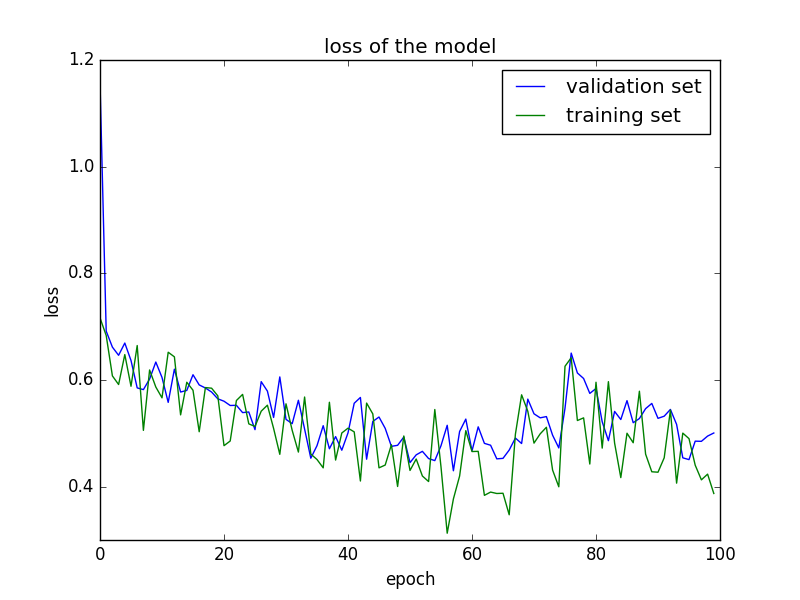 loss of the model
validation set
training set
1.2
1.0
0.8
0.6
0.4
loss
0
20
40
60
80
100
epoch